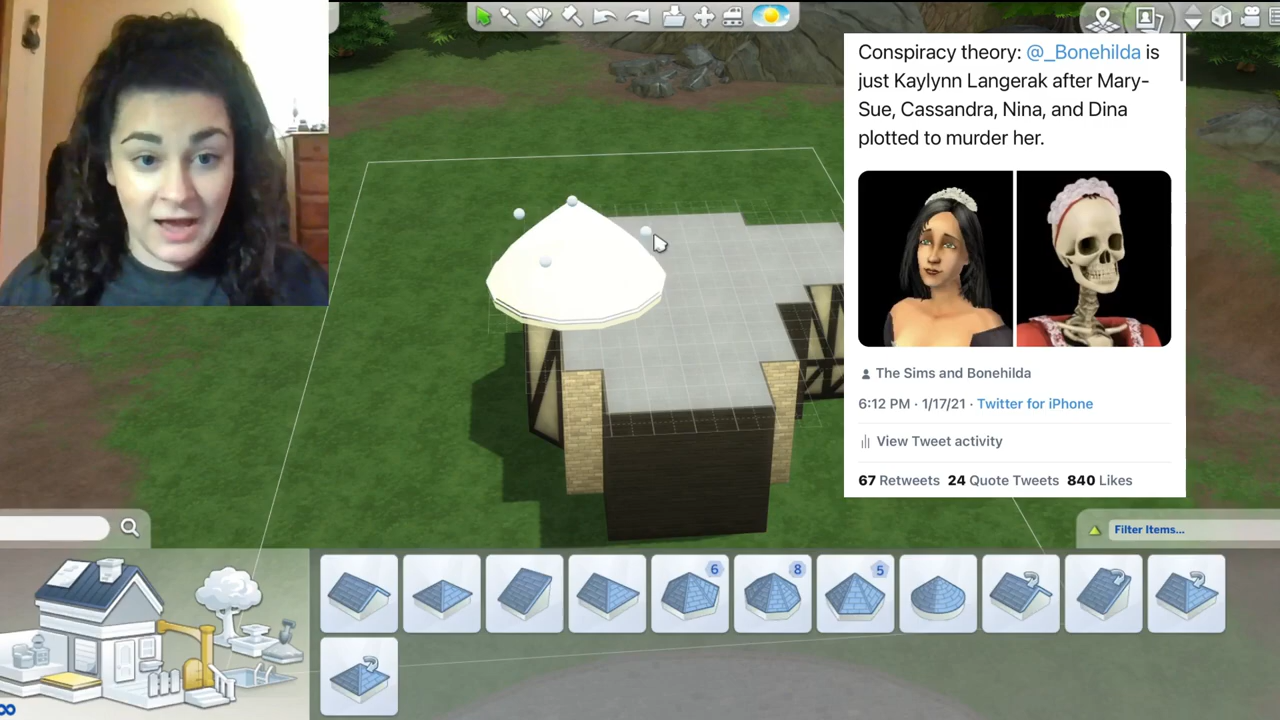 Conspiracy theory: @_Bonehilda is
just Kaylynn Langerak after Mary-
Sue, Cassandra, Nina, and Dina
plotted to murder her.
The Sims and Bonehilda
6:12 PM · 1/17/21 · Twitter for iPhone
View Tweet activity
67 Retweets 24 Quote Tweets 840 Likes
Filter Items...
6
8
5